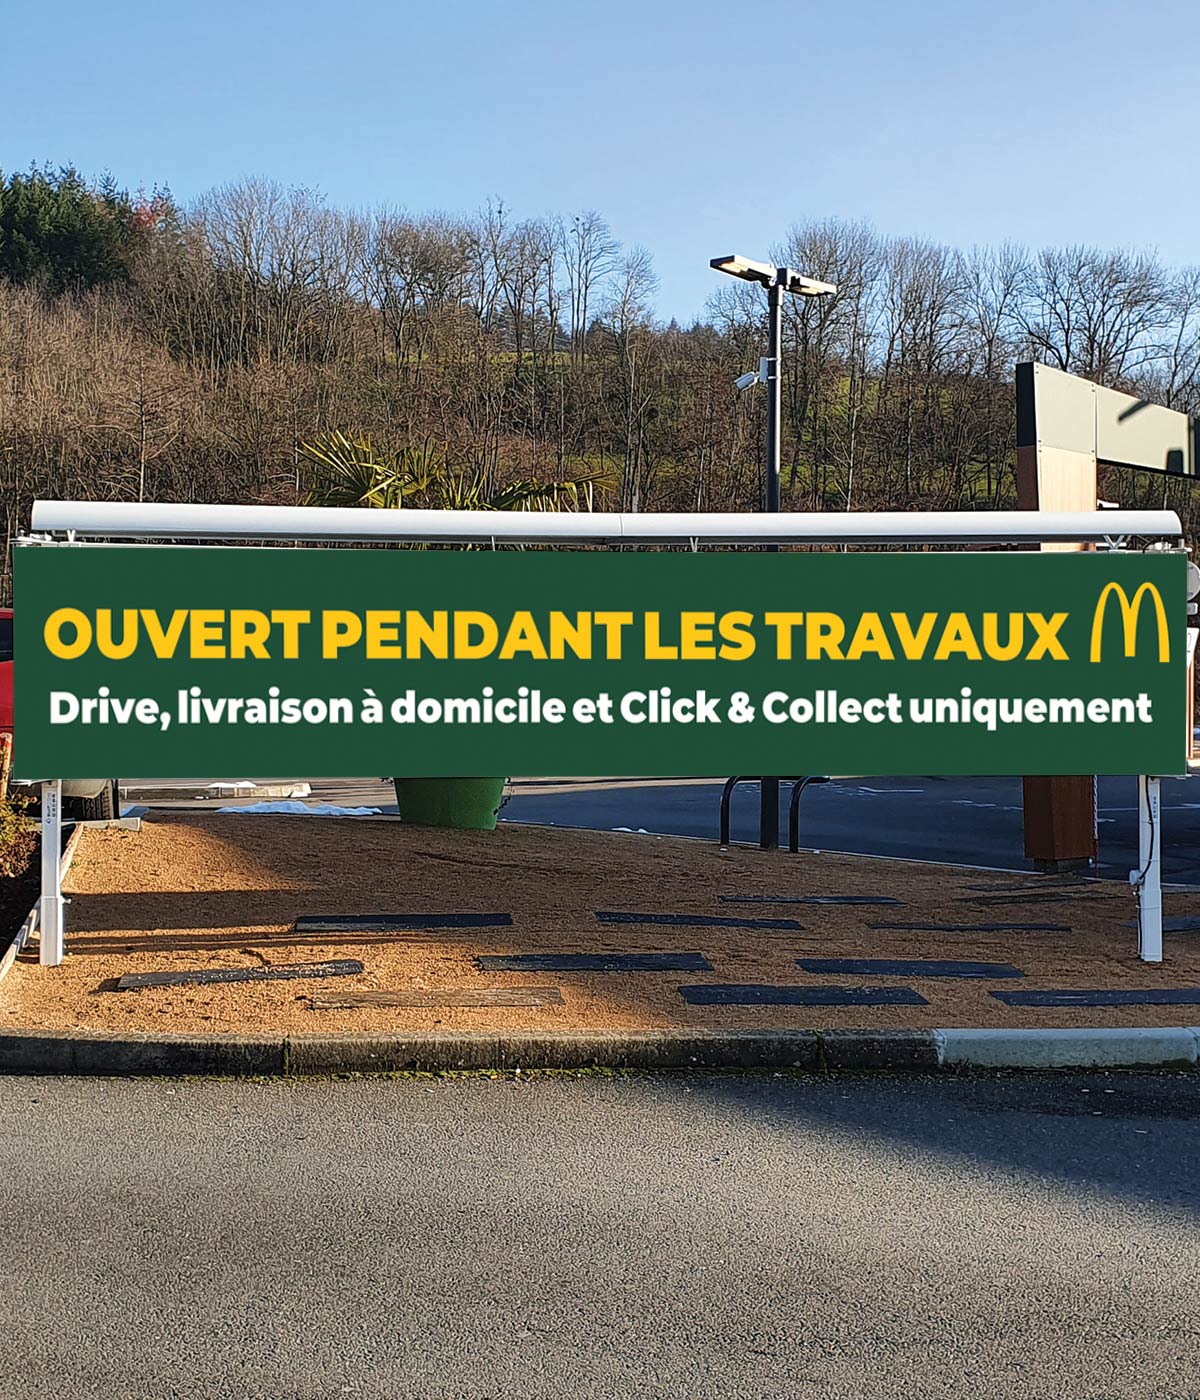 OUVERT PENDANT LES TRAVAUX
Drive, livraison à domicile et Click & Collect uniquement